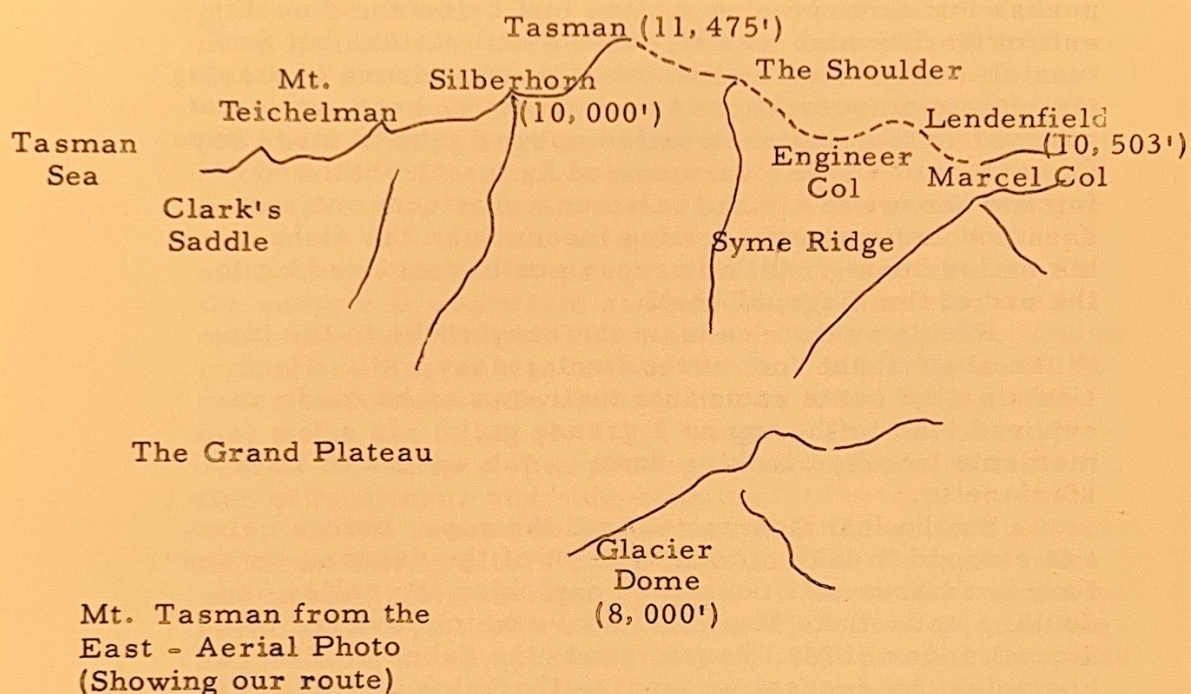 Tasman (11, 475')
The Shoulder
Mt.
Teichelman
Silberhorn
(10, 000')
Lendenfield
(10, 503')
Tasman
Sea
Engineer
Col
Marcel Col
Clark's
Saddle
Syme Ridge
The Grand Plateau
Glacier
Dome
(8, 000')
Mt. Tasman from the
East - Aerial Photo
(Showing our route)